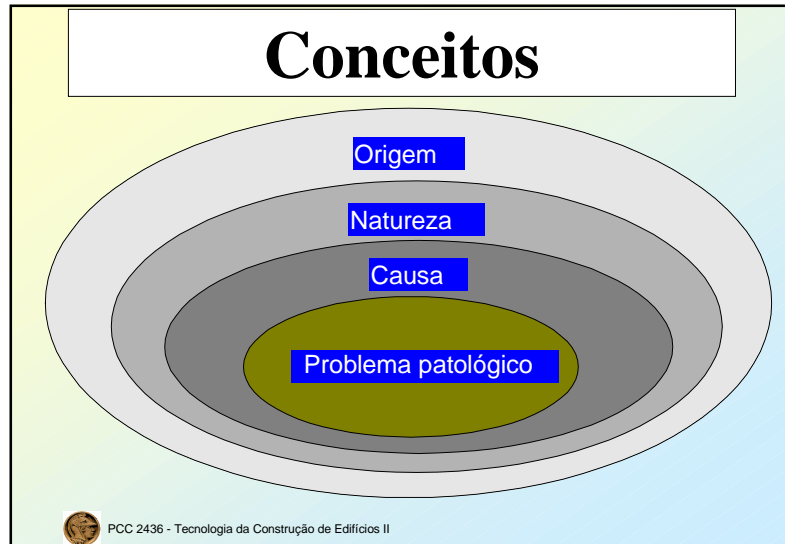 Conceitos
Origem
Natureza
Causa
Problema patológico
PCC 2436 - Tecnologia da Construção de Edifícios II